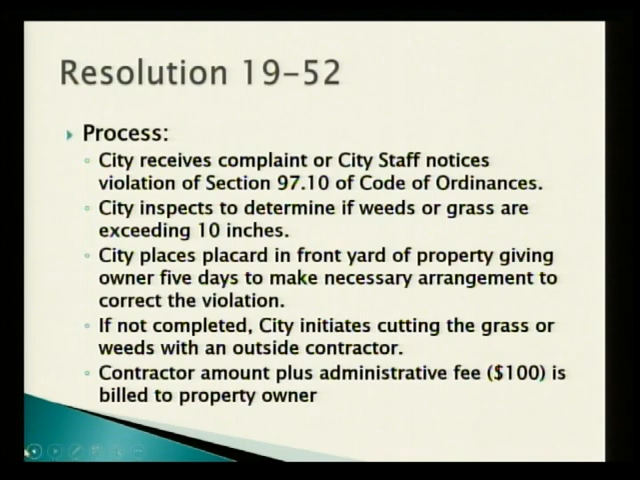 Resolution 19-52
Process:
City receives complaint or City Staff notices
violation of Section 97.10 of Code of Ordinances.
City inspects to determine if weeds or grass are
exceeding 10 inches.
City places placard in front yard of property giving
owner five days to make necessary arrangement to
correct the violation.
If not completed, City initiates cutting the grass or
weeds with an outside contractor.
Contractor amount plus administrative fee ($100) is
billed to property owner